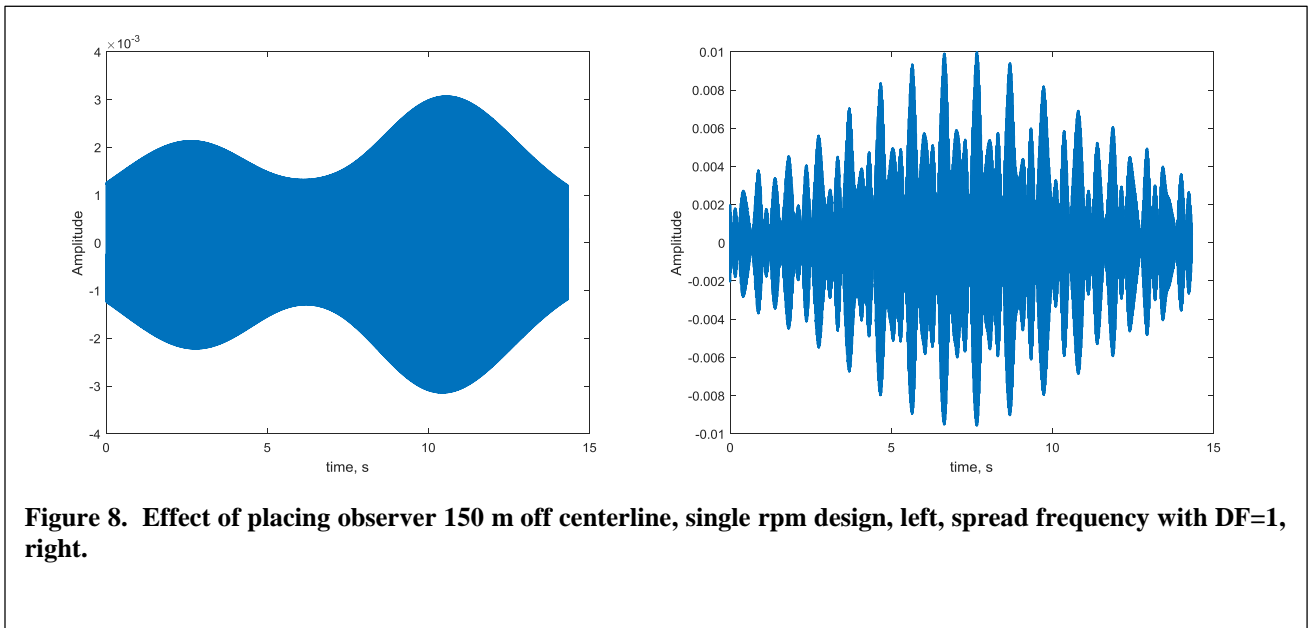 ×10-3
4
3
2
1
0
-1
-2
-3
-4
Amplitude
0 5 10 15
time, s
0.01
0.008
0.006
0.004
0.002
0
-0.002
-0.004
-0.006
-0.008
-0.01
Amplitude
0 5 10 15
time, s
Figure 8. Effect of placing observer 150 m off centerline, single rpm design, left, spread frequency with DF=1,
right.